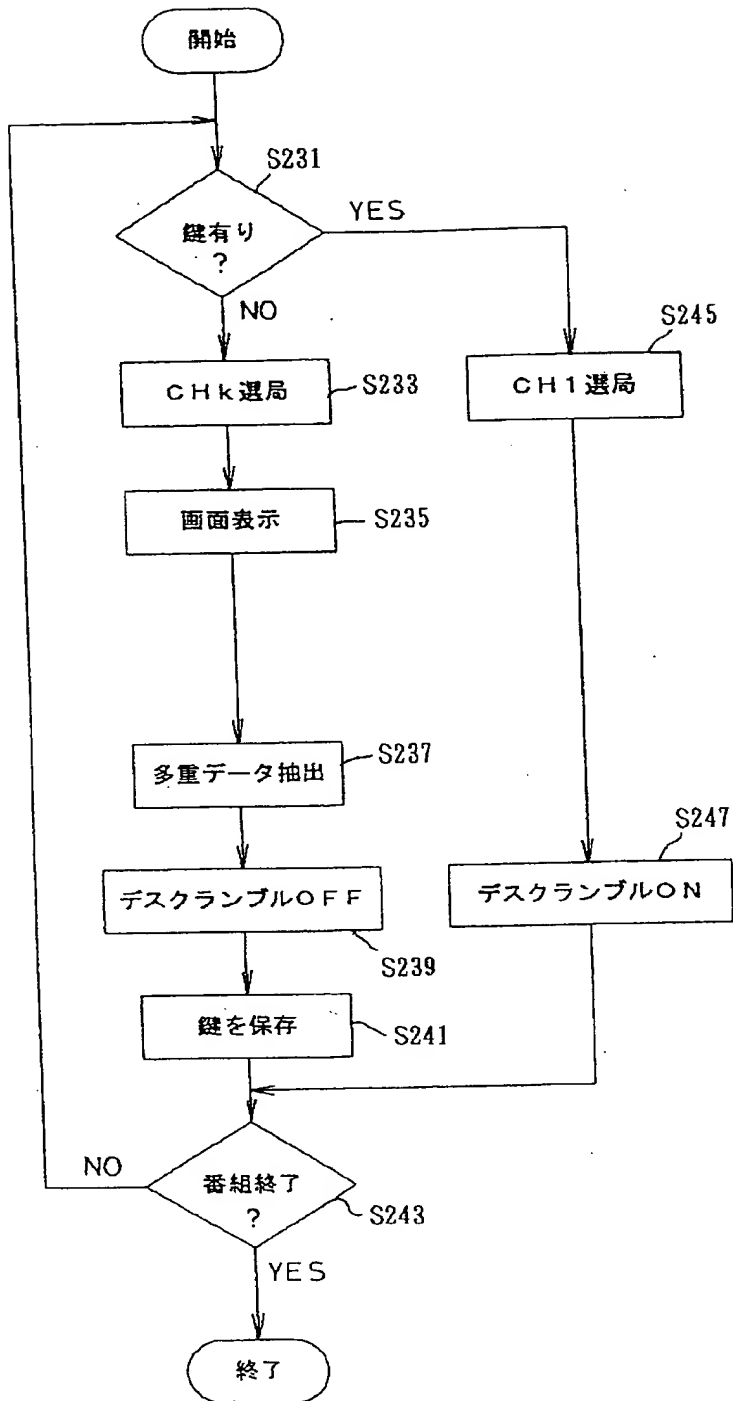 開始
S231
鍵有り
?
YES
NO
S245
CHk選局
S233
CH1選局
画面表示
S235
S237
多重データ抽出
S247
デスクランブルOFF
デスクランブルON
S239
鍵を保存
S241
NO
番組終了
?
S243
YES
終了